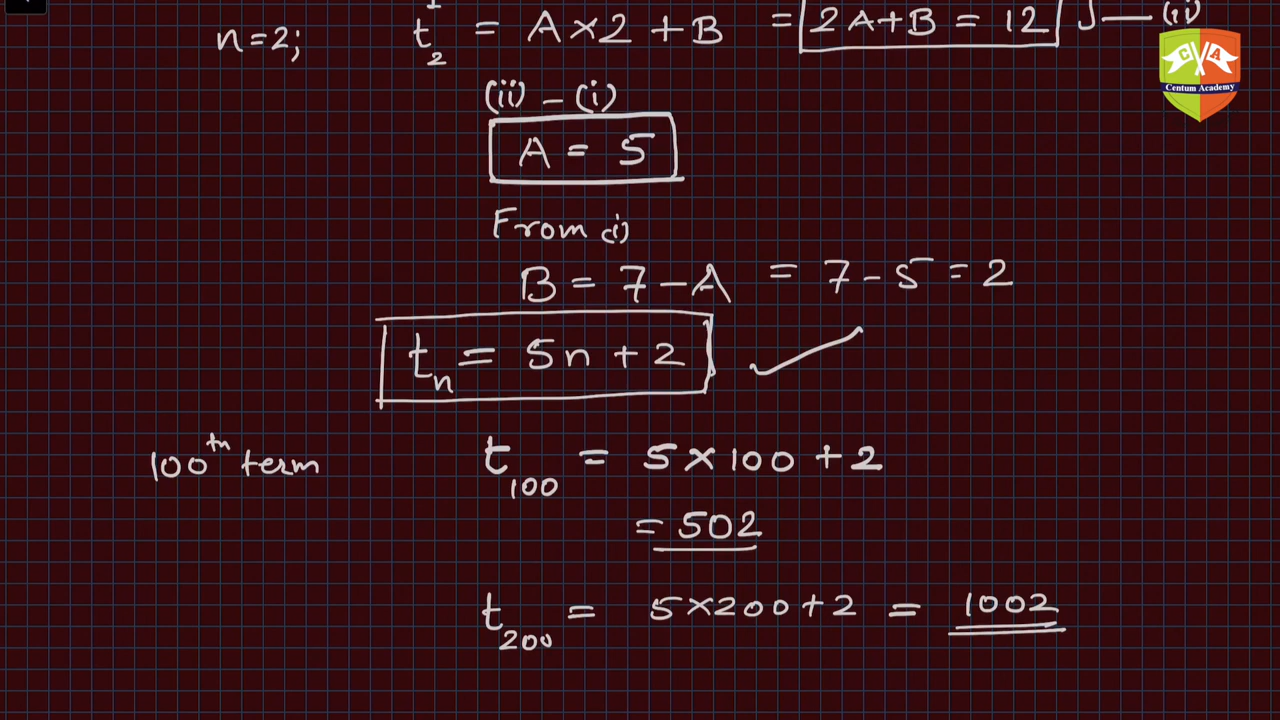 n=2; t₂ = A×2 + B = 2A+B = 12 — (ii)
C A
Centum Academy
(ii) – (i)
A = 5
From (i)
B = 7 – A = 7 – 5 = 2
tₙ = 5n + 2
100th term t₁₀₀ = 5×100 + 2
= 502
t₂₀₀ = 5×200+2 = 1002